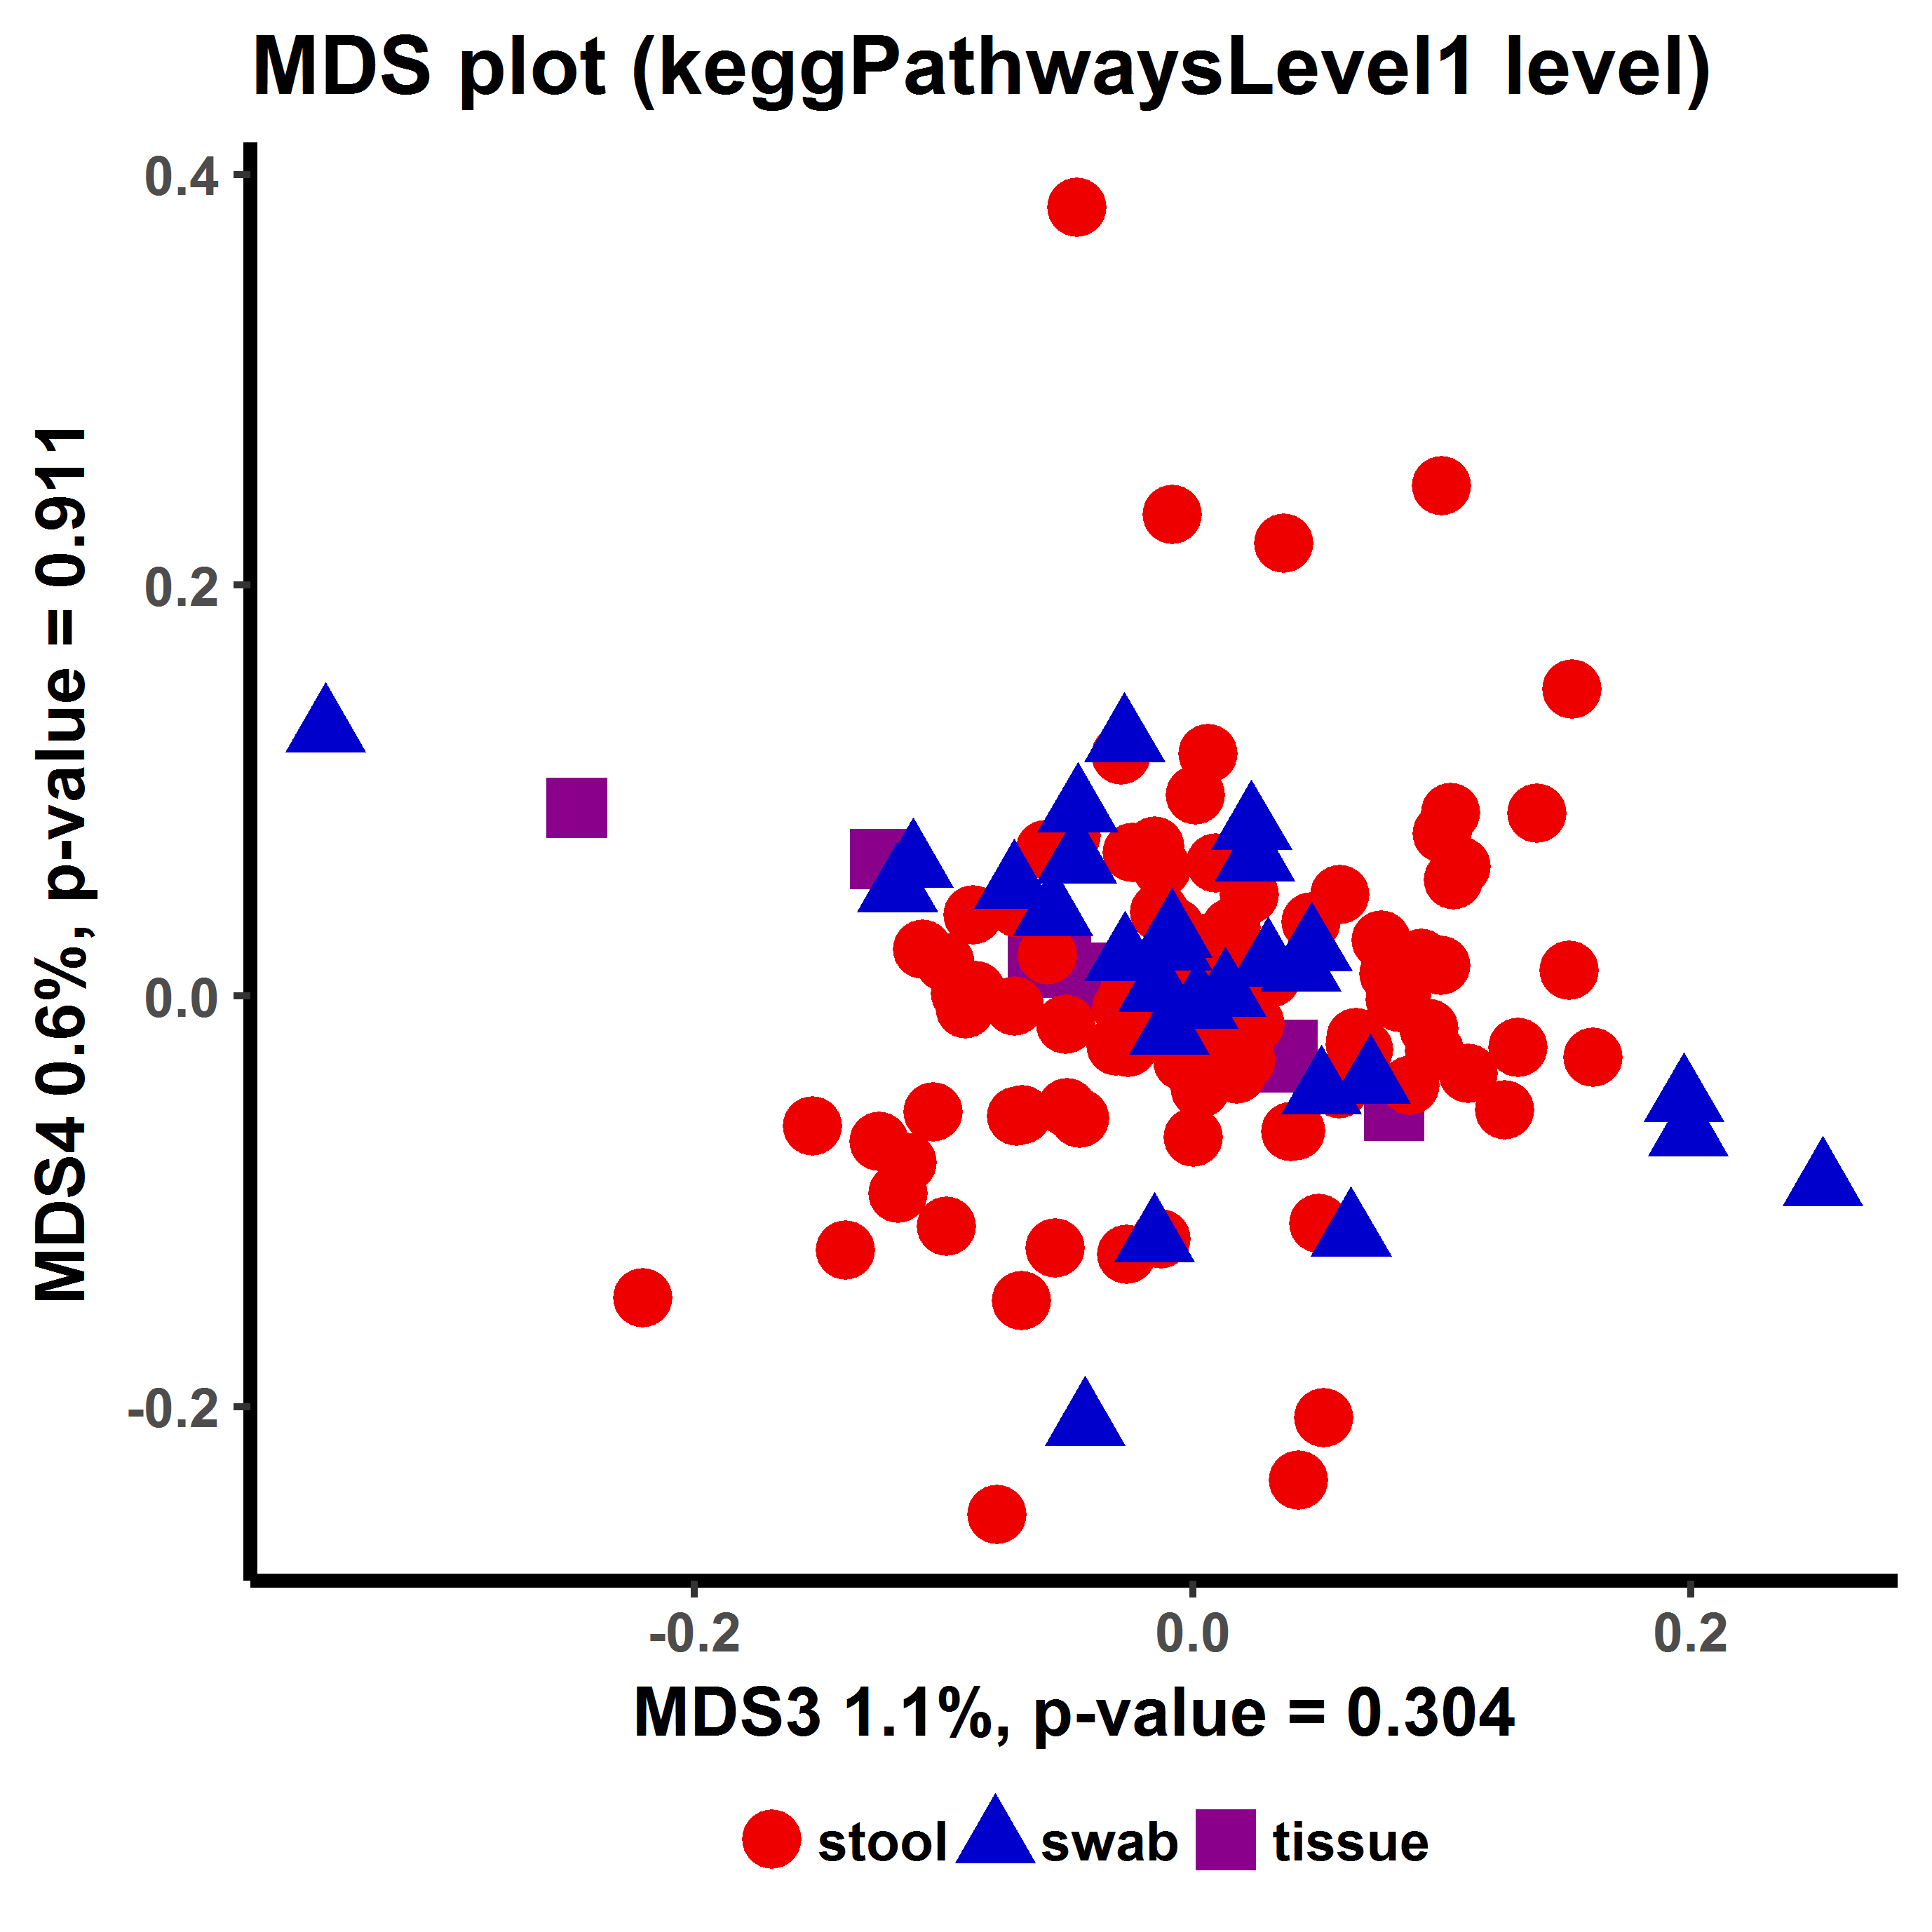 MDS plot (keggPathwaysLevel1 level)
MDS4 0.6%, p-value = 0.911
0.4
0.2
0.0
-0.2
-0.2 0.0 0.2
MDS3 1.1%, p-value = 0.304
stool swab tissue